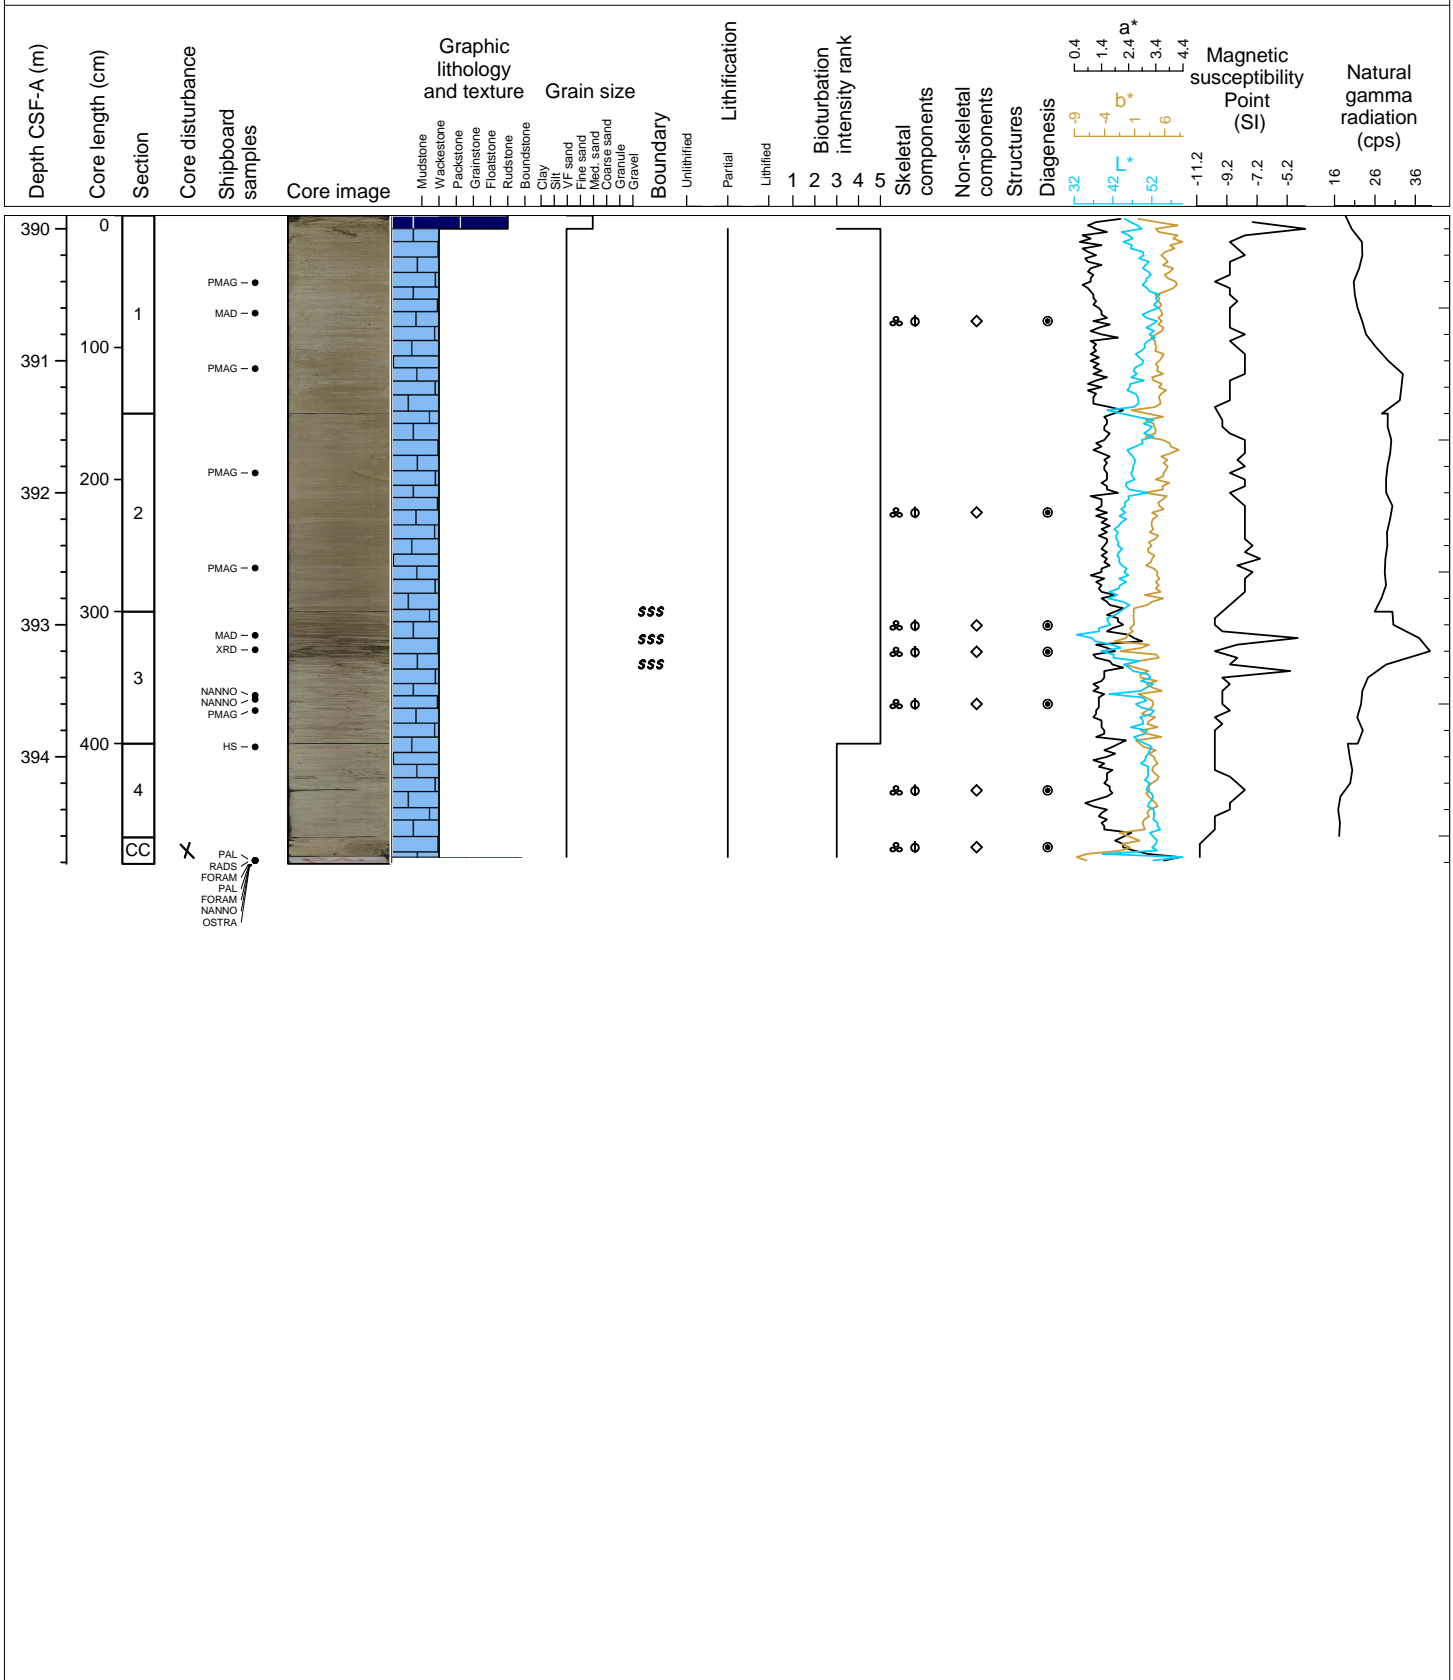 Depth CSF-A (m)
Core length (cm)
Section
Core disturbance
Shipboard
samples
Core image
Graphic
lithology
and texture
Mudstone
Wackestone
Packstone
Grainstone
Floatstone
Rudstone
Boundstone
Grain size
Clay
Silt
VF sand
Fine sand
Med. sand
Coarse sand
Granule
Gravel
Boundary
Lithification
Unlithified
Partial
Lithified
Bioturbation
intensity rank
1 2 3 4 5
Skeletal
components
Non-skeletal
components
Structures
Diagenesis
a*
0.4 1.4 2.4 3.4 4.4
b*
-9 -4 1 6
L*
32 42 52
Magnetic
susceptibility
Point
(SI)
-11.2 -9.2 -7.2 -5.2
Natural
gamma
radiation
(cps)
16 26 36
390
391
392
393
394
0
100
200
300
400
1
2
3
4
CC
PMAG
MAD
PMAG
PMAG
PMAG
MAD
XRD
NANNO
NANNO
PMAG
HS
PAL
RADS
FORAM
PAL
FORAM
NANNO
OSTRA
sss
sss
sss